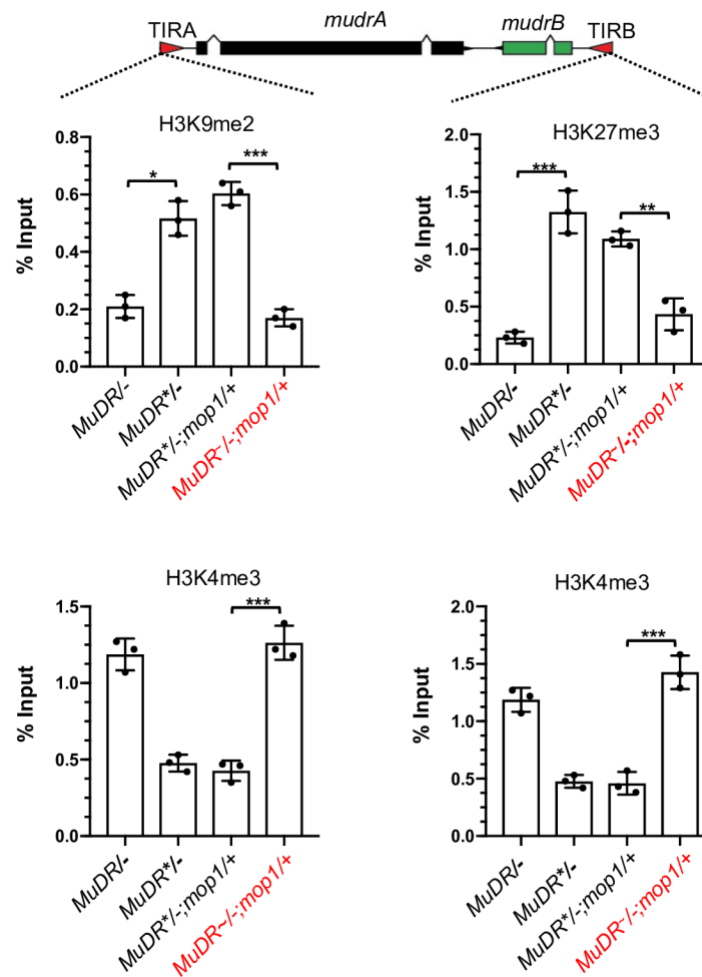 mudrA
mudrB
TIRA
TIRB
H3K9me2
% Input
0.8
0.6
0.4
0.2
0.0
*
***
MuDR/-
MuDR*/-
MuDR*/-;mop1/+
MuDR~/-;mop1/+
H3K27me3
% Input
2.0
1.5
1.0
0.5
0.0
***
**
MuDR/-
MuDR*/-
MuDR*/-;mop1/+
MuDR~/-;mop1/+
H3K4me3
% Input
1.5
1.0
0.5
0.0
***
MuDR/-
MuDR*/-
MuDR*/-;mop1/+
MuDR~/-;mop1/+
H3K4me3
% Input
2.0
1.5
1.0
0.5
0.0
***
MuDR/-
MuDR*/-
MuDR*/-;mop1/+
MuDR~/-;mop1/+